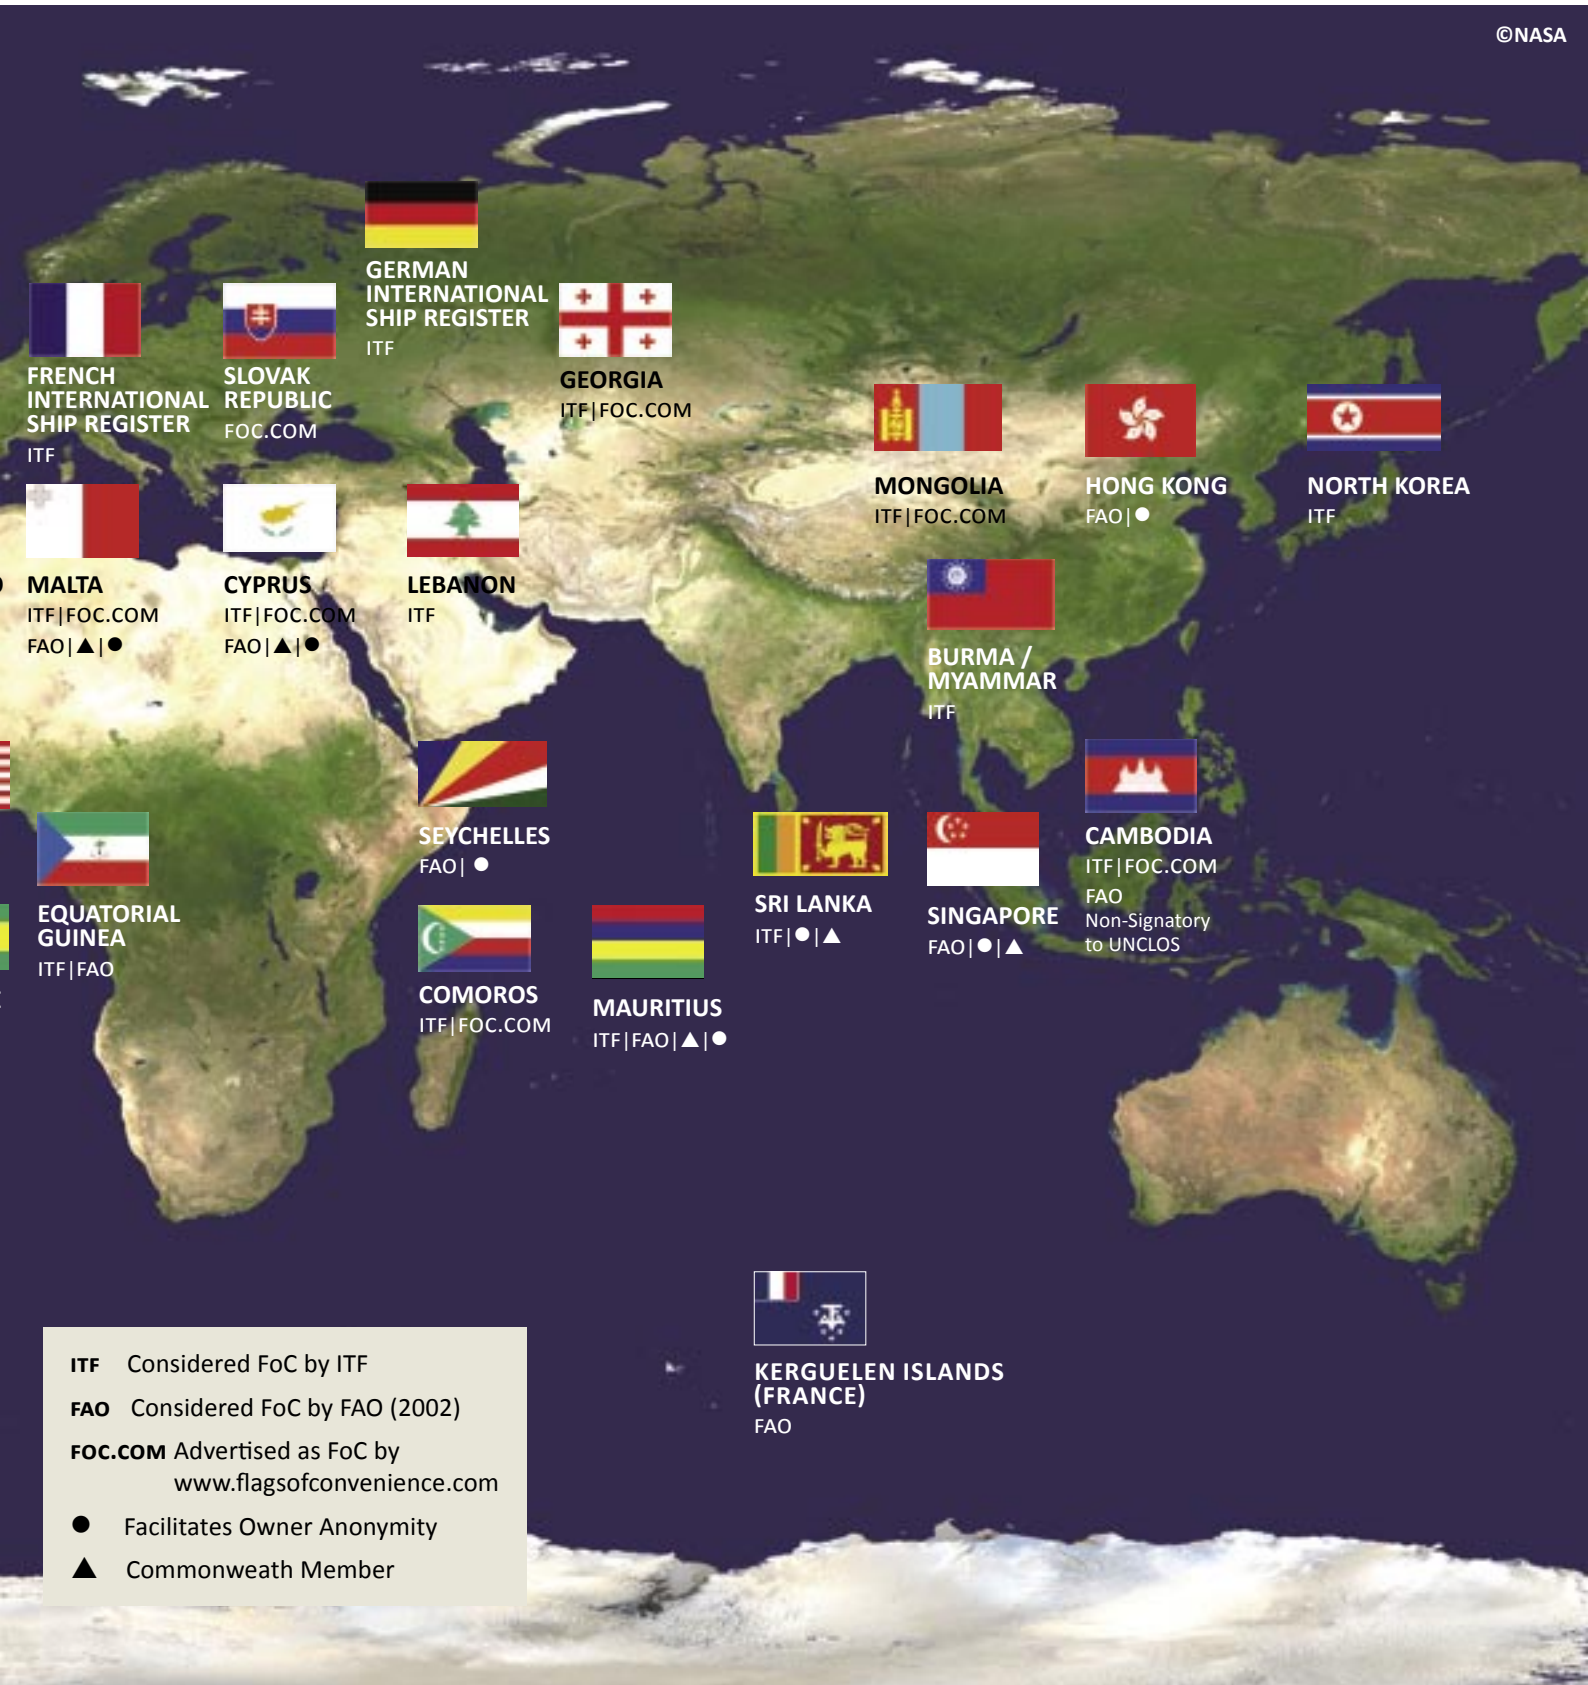 ©NASA
GERMAN
INTERNATIONAL
SHIP REGISTER
ITF
FRENCH
INTERNATIONAL
SHIP REGISTER
ITF
SLOVAK
REPUBLIC
FOC.COM
GEORGIA
ITF|FOC.COM
MONGOLIA
ITF|FOC.COM
HONG KONG
FAO|●
NORTH KOREA
ITF
MALTA
ITF|FOC.COM
FAO|▲|●
CYPRUS
ITF|FOC.COM
FAO|▲|●
LEBANON
ITF
BURMA /
MYAMMAR
ITF
SEYCHELLES
FAO| ●
CAMBODIA
ITF|FOC.COM
FAO
Non-Signatory
to UNCLOS
EQUATORIAL
GUINEA
ITF|FAO
SRI LANKA
ITF|●|▲
SINGAPORE
FAO|●|▲
COMOROS
ITF|FOC.COM
MAURITIUS
ITF|FAO|▲|●
KERGUELEN ISLANDS
(FRANCE)
FAO
ITF Considered FoC by ITF
FAO Considered FoC by FAO (2002)
FOC.COM Advertised as FoC by
www.flagsofconvenience.com
● Facilitates Owner Anonymity
▲ Commonweath Member